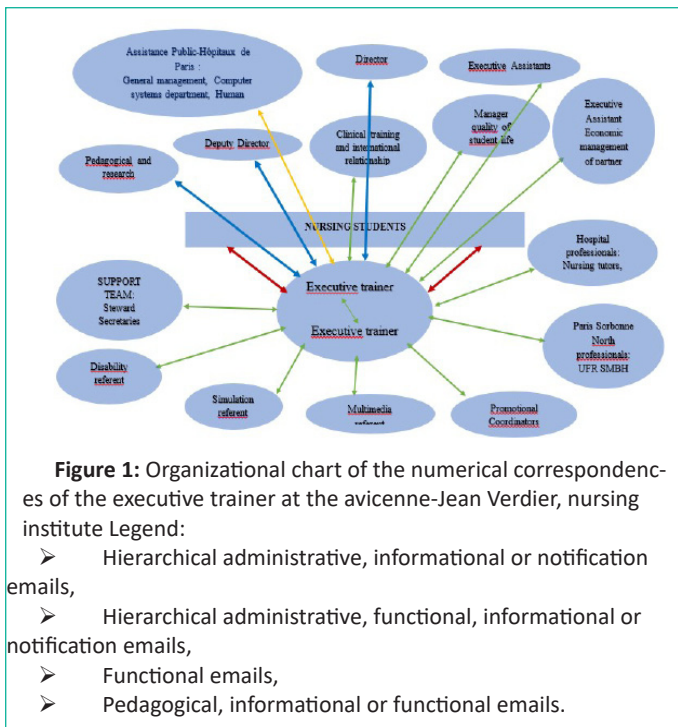 Assistance Public-Hôpitaux de
Paris :
General management, Computer
systems department, Human
Director
Executive Assistants
Executive
Assistant
Economic
management
of partner
Manager
quality of
student life
Clinical training
and international
relationship
Deputy Director
Pedagogical and
research
NURSING STUDENTS
Hospital
professionals:
Nursing tutors,
Executive trainer
Executive trainer
SUPPORT
TEAM:
Steward
Secretaries
Paris Sorbonne
North
professionals:
UFR SMBH
Disability
referent
Simulation
referent
Multimedia
referent
Promotional
Coordinators
Figure 1: Organizational chart of the numerical correspondenc-
es of the executive trainer at the avicenne-Jean Verdier, nursing
institute Legend:
➢ Hierarchical administrative, informational or notification
emails,
➢ Hierarchical administrative, functional, informational or
notification emails,
➢ Functional emails,
➢ Pedagogical, informational or functional emails.